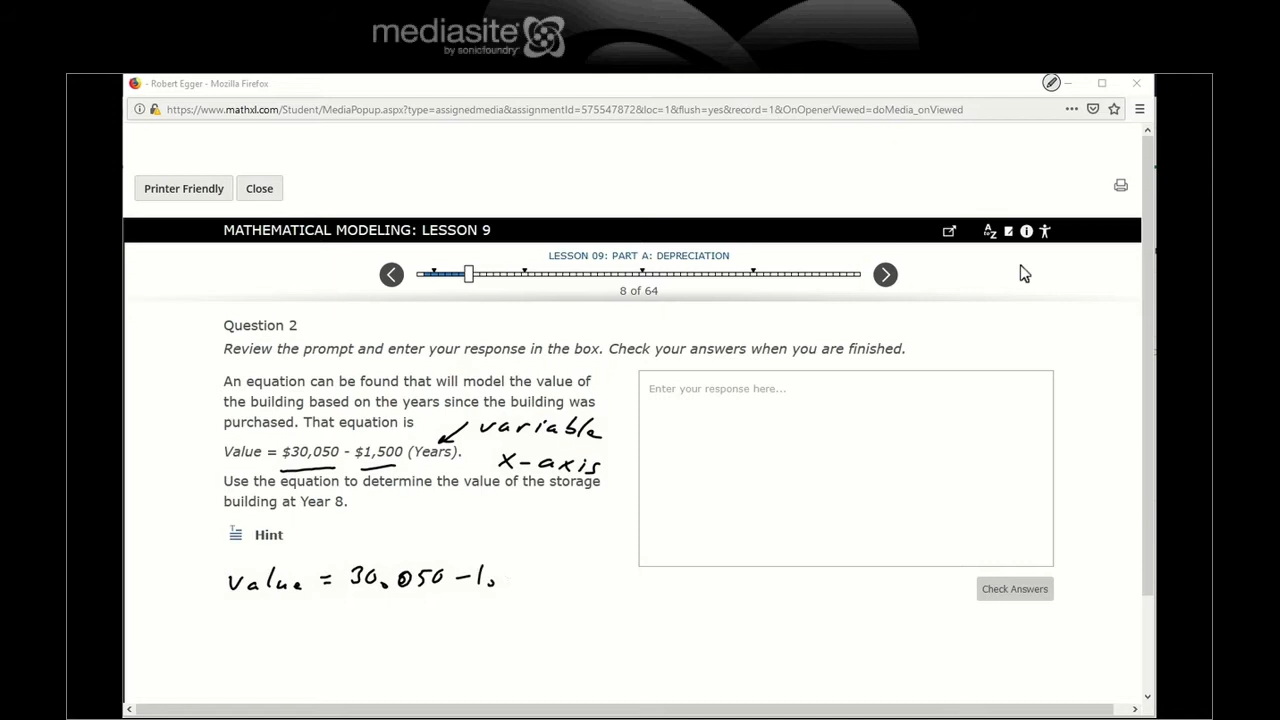 mediasite
by sonicfoundry
- Robert Egger - Mozilla Firefox
https://www.mathxl.com/Student/MediaPopup.aspx?type=assignedmedia&assignmentId=575547872&loc=1&flush=yes&record=1&OnOpenerViewed=doMedia_onViewed
Printer Friendly
Close
MATHEMATICAL MODELING: LESSON 9
LESSON 09: PART A: DEPRECIATION
8 of 64
Question 2
Review the prompt and enter your response in the box. Check your answers when you are finished.
An equation can be found that will model the value of
the building based on the years since the building was
purchased. That equation is
variable
Value = $30,050 - $1,500 (Years).
x-axis
Use the equation to determine the value of the storage
building at Year 8.
Hint
value = 30,050 - 1,
Enter your response here...
Check Answers